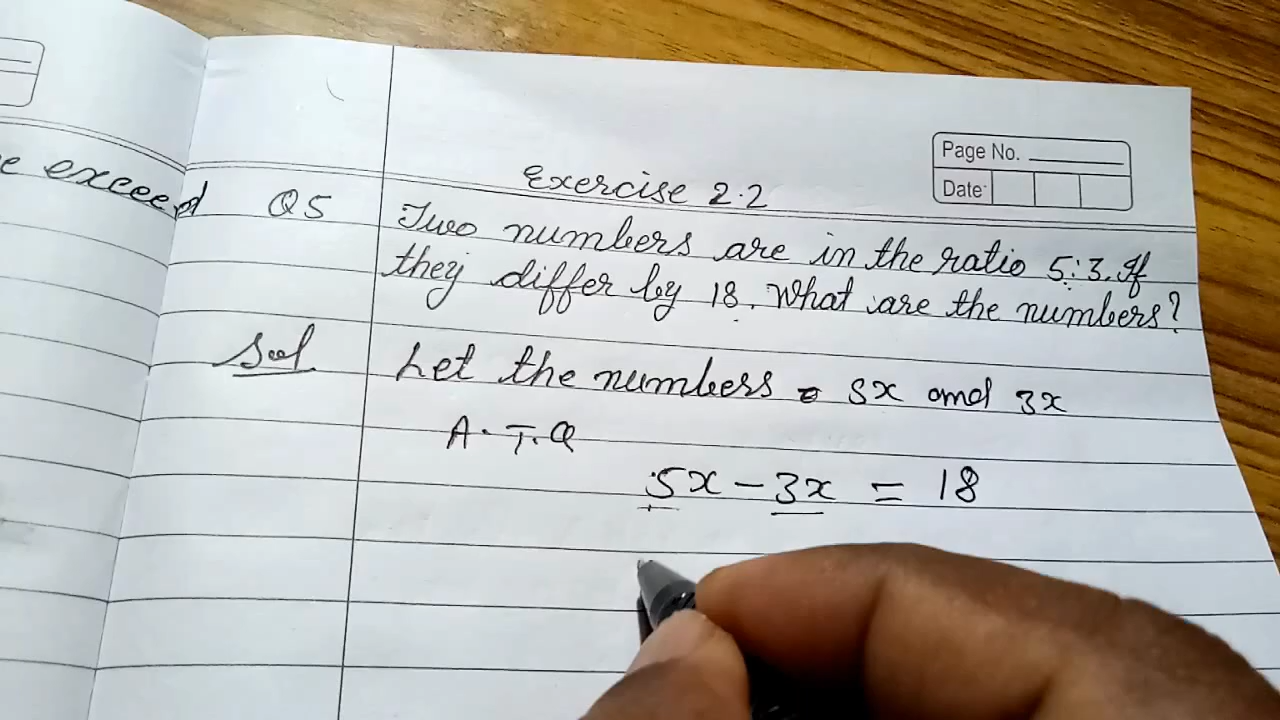 Page No.
Date:
Exercise 2.2
e exceed
Q5 Two numbers are in the ratio 5:3. If
they differ by 18. What are the numbers?
Sol Let the numbers = 5x and 3x
A.T.Q
5x - 3x = 18